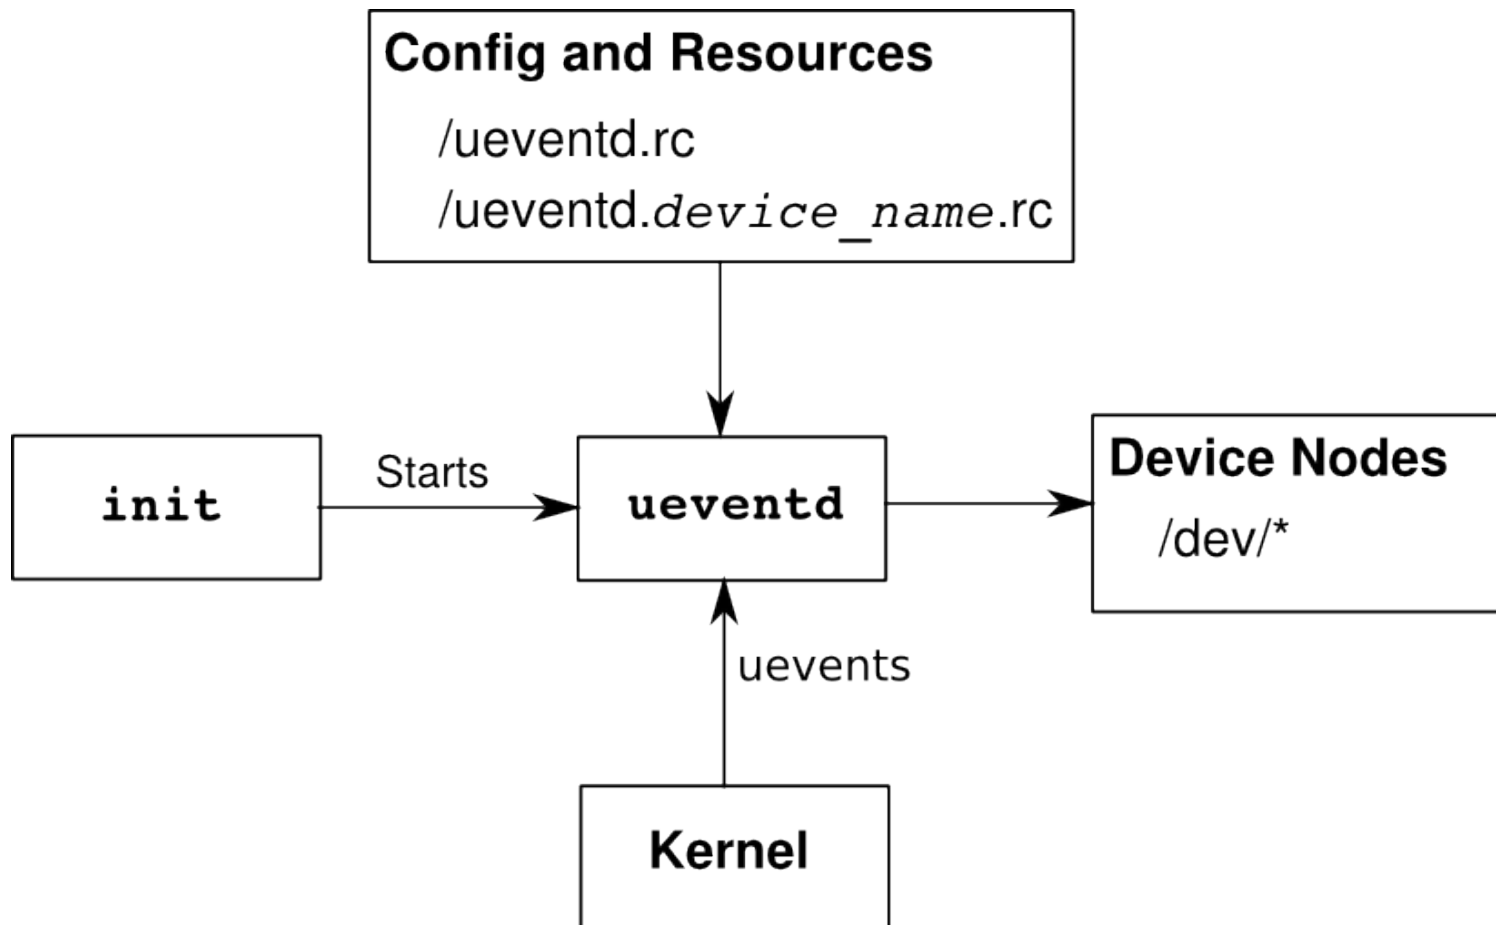 Config and Resources
/ueventd.rc
/ueventd.device_name.rc
init
Starts
ueventd
Device Nodes
/dev/*
uevents
Kernel